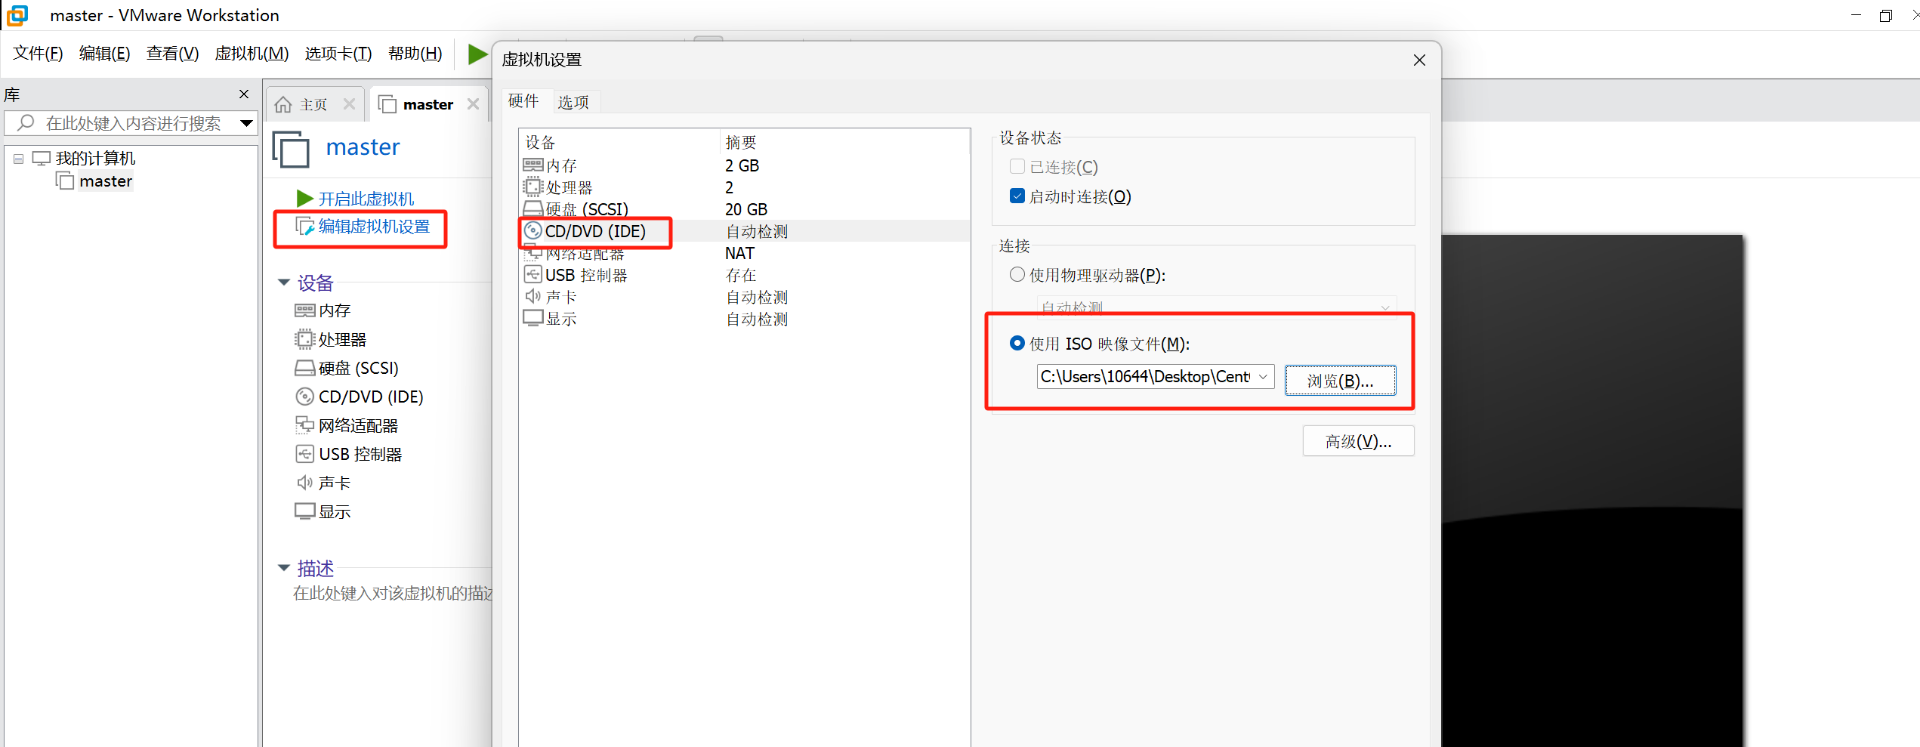 master - VMware Workstation
文件(F) 编辑(E) 查看(V) 虚拟机(M) 选项卡(T) 帮助(H)
库
在此处键入内容进行搜索
我的计算机
master
主页
master
master
开启此虚拟机
编辑虚拟机设置
设备
内存
处理器
硬盘 (SCSI)
CD/DVD (IDE)
网络适配器
USB 控制器
声卡
显示
描述
在此处键入对该虚拟机的描述
虚拟机设置
硬件 选项
设备 摘要
内存 2 GB
处理器 2
硬盘 (SCSI) 20 GB
CD/DVD (IDE) 自动检测
网络适配器 NAT
USB 控制器 存在
声卡 自动检测
显示 自动检测
设备状态
已连接(C)
启动时连接(O)
连接
使用物理驱动器(P):
自动检测
使用 ISO 映像文件(M):
C:\Users\10644\Desktop\Cent
浏览(B)...
高级(V)...